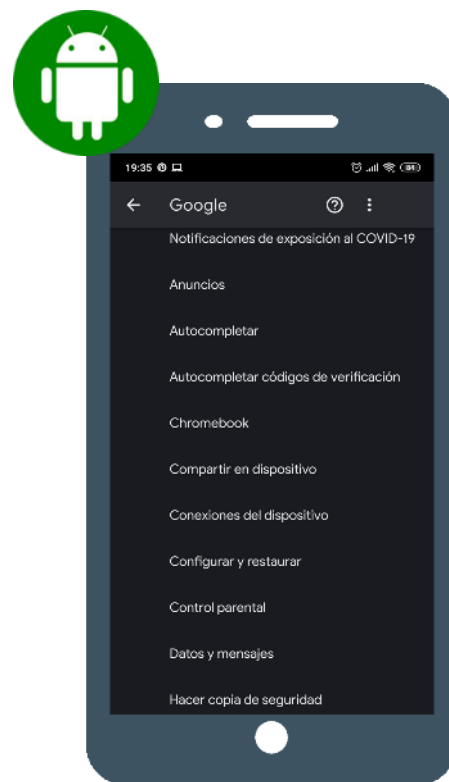 19:35
84
Google
Notificaciones de exposición al COVID-19
Anuncios
Autocompletar
Autocompletar códigos de verificación
Chromebook
Compartir en dispositivo
Conexiones del dispositivo
Configurar y restaurar
Control parental
Datos y mensajes
Hacer copia de seguridad